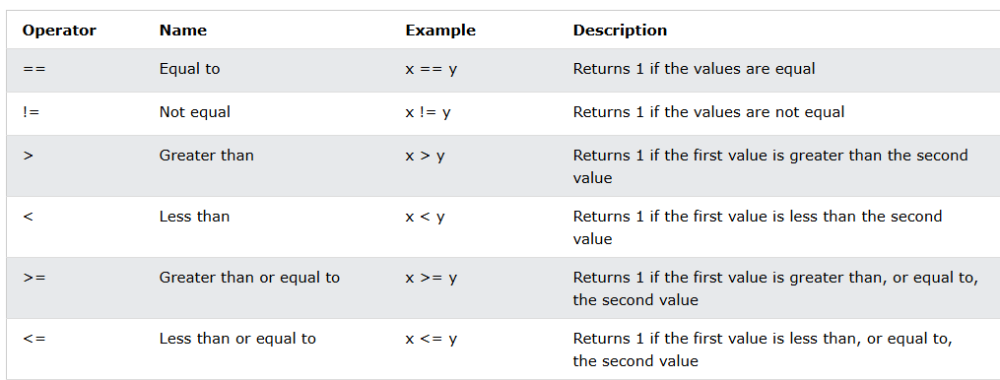 Operator Name Example Description
== Equal to x == y Returns 1 if the values are equal
!= Not equal x != y Returns 1 if the values are not equal
> Greater than x > y Returns 1 if the first value is greater than the second
value
< Less than x < y Returns 1 if the first value is less than the second
value
>= Greater than or equal to x >= y Returns 1 if the first value is greater than, or equal to,
the second value
<= Less than or equal to x <= y Returns 1 if the first value is less than, or equal to,
the second value